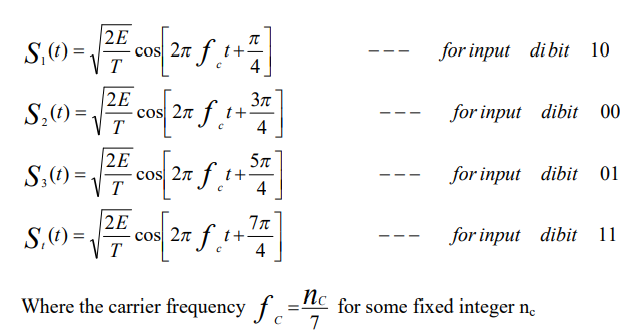 S₁(t) = √(2E/T) cos[2π f_c t + π/4] --- for input dibit 10
S₂(t) = √(2E/T) cos[2π f_c t + 3π/4] --- for input dibit 00
S₃(t) = √(2E/T) cos[2π f_c t + 5π/4] --- for input dibit 01
S_t(t) = √(2E/T) cos[2π f_c t + 7π/4] --- for input dibit 11
Where the carrier frequency f_C = n_C/7 for some fixed integer n_c